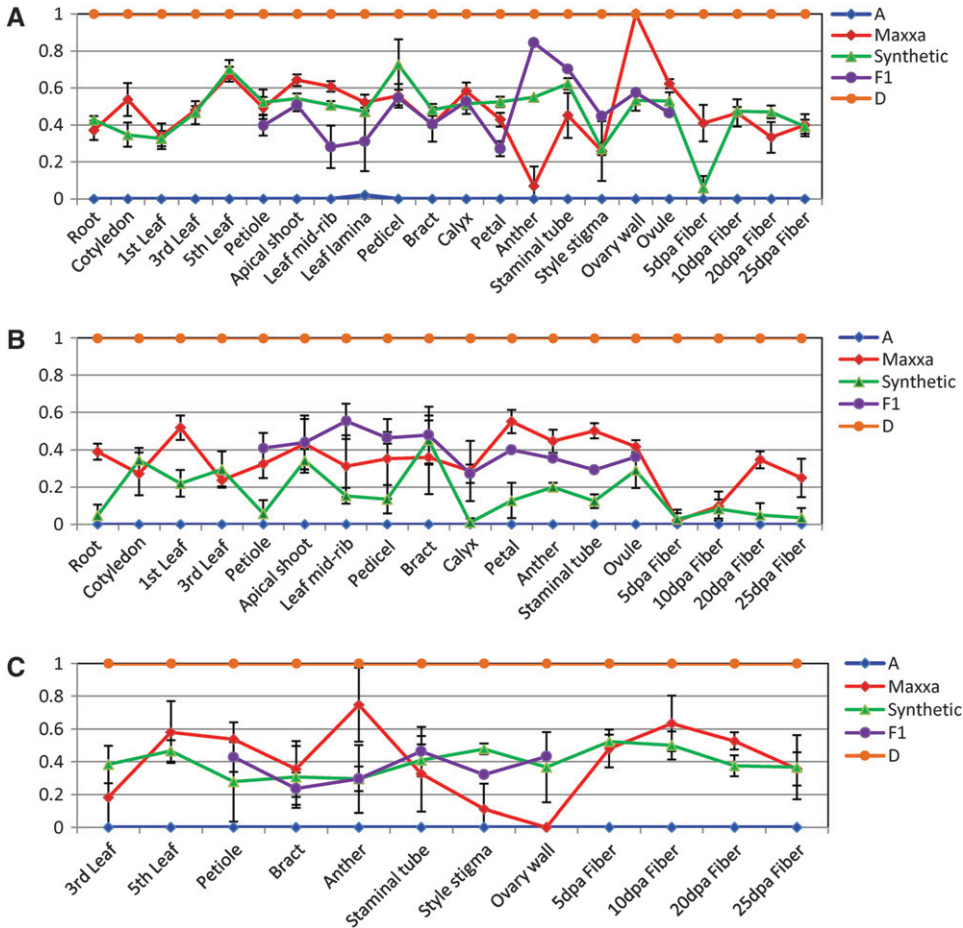 A
1
0.8
0.6
0.4
0.2
0
Root
Cotyledon
1st Leaf
3rd Leaf
5th Leaf
Petiole
Apical shoot
Leaf mid-rib
Leaf lamina
Pedicel
Bract
Calyx
Petal
Anther
Staminal tube
Style stigma
Ovary wall
Ovule
5dpa Fiber
10dpa Fiber
20dpa Fiber
25dpa Fiber
A
Maxxa
Synthetic
F1
D
B
1
0.8
0.6
0.4
0.2
0
Root
Cotyledon
1st Leaf
3rd Leaf
Petiole
Apical shoot
Leaf mid-rib
Pedicel
Bract
Calyx
Petal
Anther
Staminal tube
Ovule
5dpa Fiber
10dpa Fiber
20dpa Fiber
25dpa Fiber
A
Maxxa
Synthetic
F1
D
C
1
0.8
0.6
0.4
0.2
0
3rd Leaf
5th Leaf
Petiole
Bract
Anther
Staminal tube
Style stigma
Ovary wall
5dpa Fiber
10dpa Fiber
20dpa Fiber
25dpa Fiber
A
Maxxa
Synthetic
F1
D